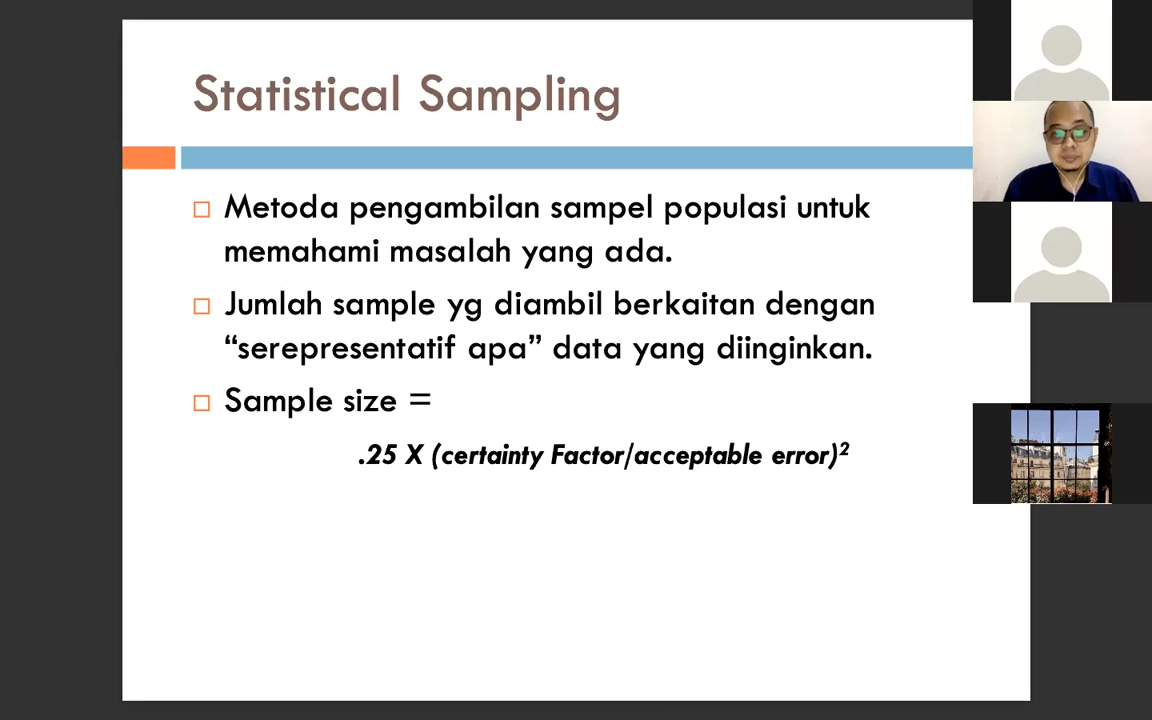 Statistical Sampling
Metoda pengambilan sampel populasi untuk
memahami masalah yang ada.
Jumlah sample yg diambil berkaitan dengan
“serepresentatif apa” data yang diinginkan.
Sample size =
.25 X (certainty Factor/acceptable error)²